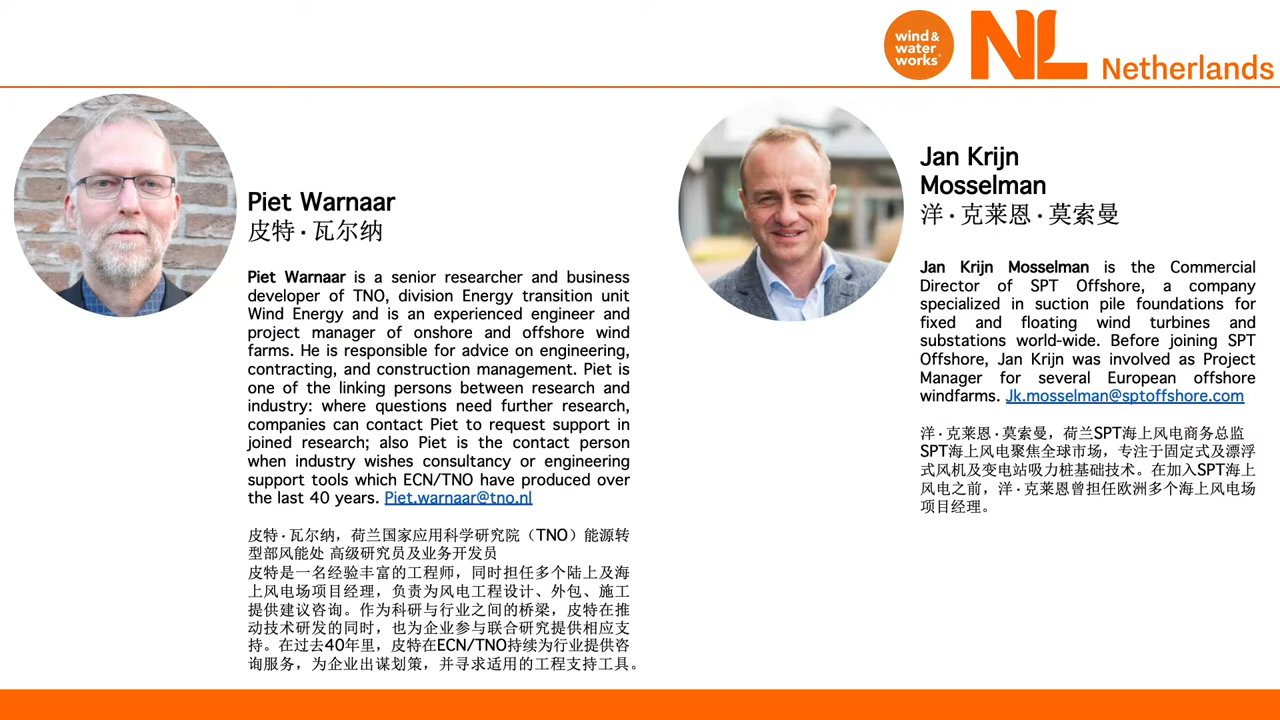 wind &
water
works
NL Netherlands
Piet Warnaar
皮特·瓦尔纳
Piet Warnaar is a senior researcher and business
developer of TNO, division Energy transition unit
Wind Energy and is an experienced engineer and
project manager of onshore and offshore wind
farms. He is responsible for advice on engineering,
contracting, and construction management. Piet is
one of the linking persons between research and
industry: where questions need further research,
companies can contact Piet to request support in
joined research; also Piet is the contact person
when industry wishes consultancy or engineering
support tools which ECN/TNO have produced over
the last 40 years. Piet.warnaar@tno.nl
皮特·瓦尔纳，荷兰国家应用科学研究院（TNO）能源转
型部风能处 高级研究员及业务开发员
皮特是一名经验丰富的工程师，同时担任多个陆上及海
上风电场项目经理，负责为风电工程设计、外包、施工
提供建议咨询。作为科研与行业之间的桥梁，皮特在推
动技术研发的同时，也为企业参与联合研究提供相应支
持。在过去40年里，皮特在ECN/TNO持续为行业提供咨
询服务，为企业出谋划策，并寻求适用的工程支持工具。
Jan Krijn
Mosselman
洋·克莱恩·莫索曼
Jan Krijn Mosselman is the Commercial
Director of SPT Offshore, a company
specialized in suction pile foundations for
fixed and floating wind turbines and
substations world-wide. Before joining SPT
Offshore, Jan Krijn was involved as Project
Manager for several European offshore
windfarms. Jk.mosselman@sptoffshore.com
洋·克莱恩·莫索曼，荷兰SPT海上风电商务总监
SPT海上风电聚焦全球市场，专注于固定式及漂浮
式风机及变电站吸力桩基础技术。在加入SPT海上
风电之前，洋·克莱恩曾担任欧洲多个海上风电场
项目经理。